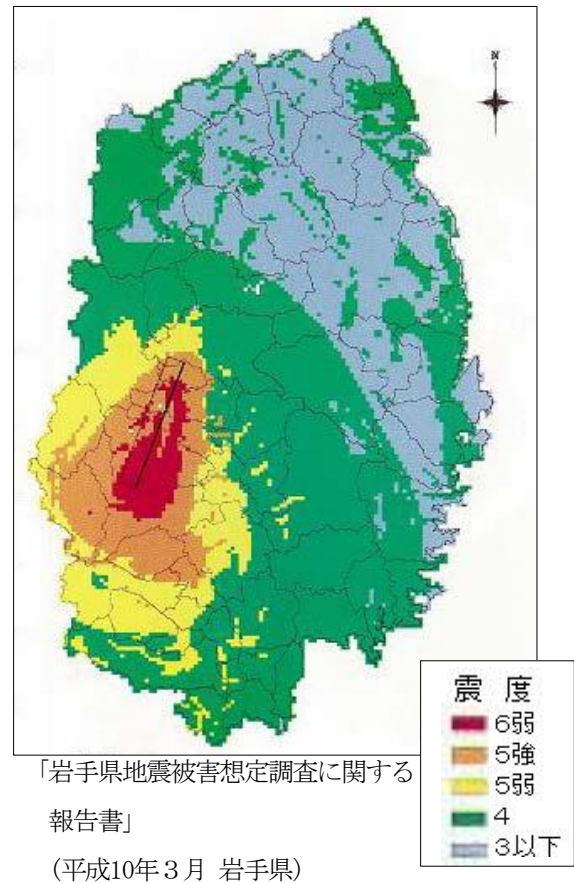 N
震 度
6弱
5強
5弱
4
3以下
「岩手県地震被害想定調査に関する
報告書」
(平成10年３月 岩手県)